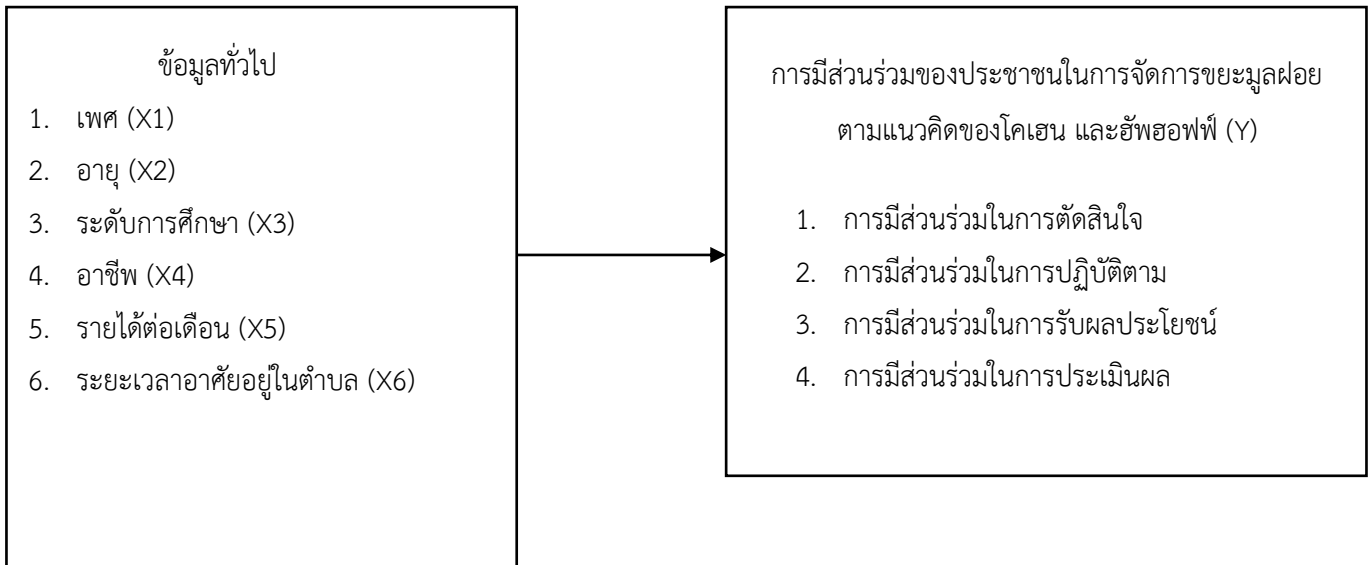 ข้อมูลทั่วไป
1. เพศ (X1)
2. อายุ (X2)
3. ระดับการศึกษา (X3)
4. อาชีพ (X4)
5. รายได้ต่อเดือน (X5)
6. ระยะเวลาอาศัยอยู่ในตำบล (X6)
การมีส่วนร่วมของประชาชนในการจัดการขยะมูลฝอย
ตามแนวคิดของโคเฮน และฮัพฮอฟฟ์ (Y)
1. การมีส่วนร่วมในการตัดสินใจ
2. การมีส่วนร่วมในการปฏิบัติตาม
3. การมีส่วนร่วมในการรับผลประโยชน์
4. การมีส่วนร่วมในการประเมินผล